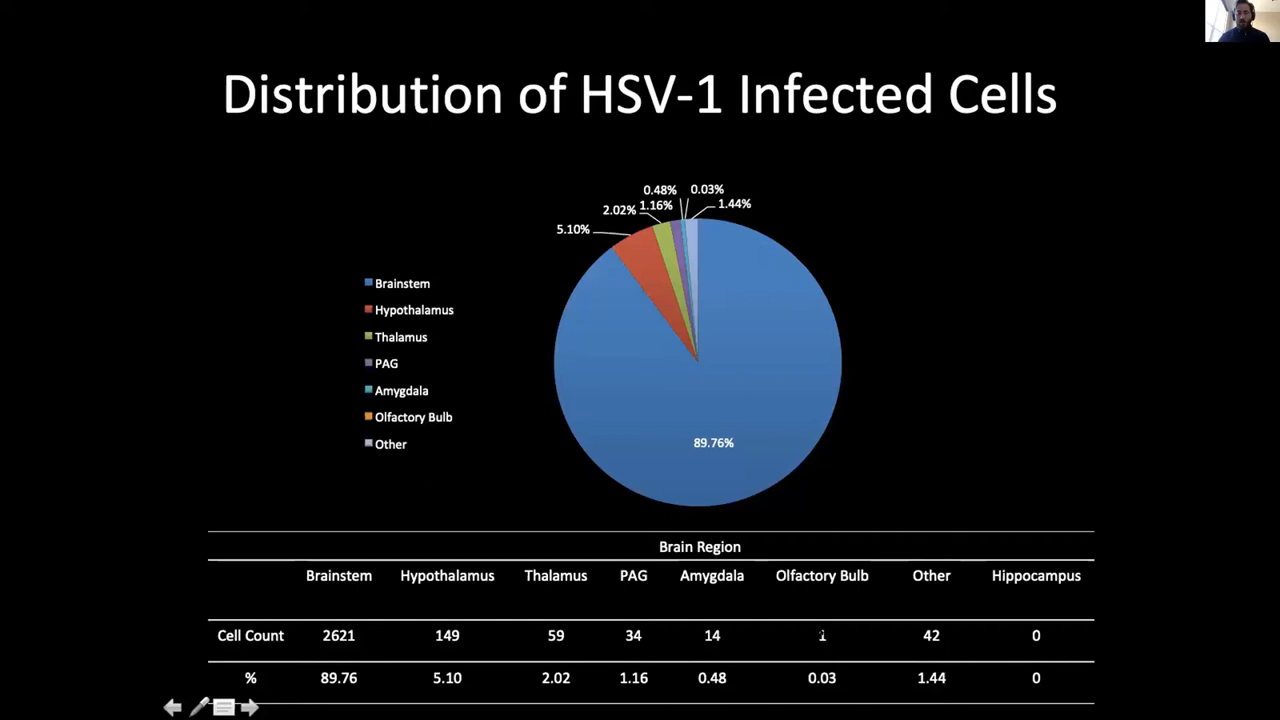 Distribution of HSV-1 Infected Cells
0.48% 0.03%
2.02% 1.16% 1.44%
5.10%
Brainstem
Hypothalamus
Thalamus
PAG
Amygdala
Olfactory Bulb
Other
89.76%
Brain Region
Brainstem Hypothalamus Thalamus PAG Amygdala Olfactory Bulb Other Hippocampus
Cell Count 2621 149 59 34 14 1 42 0
% 89.76 5.10 2.02 1.16 0.48 0.03 1.44 0